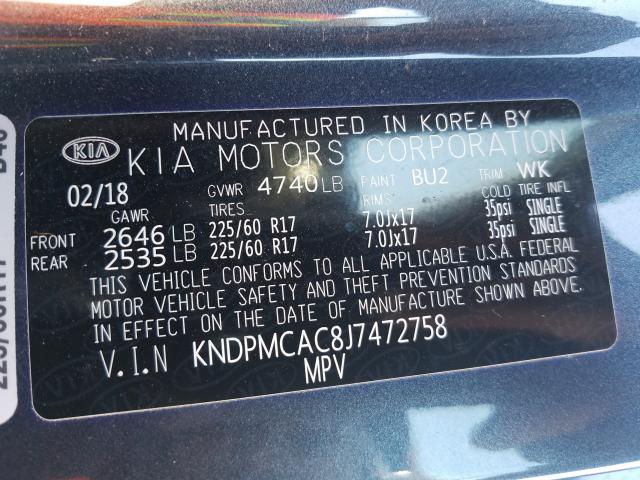 MANUFACTURED IN KOREA BY
KIA KIA MOTORS CORPORATION
02/18 GVWR 4740LB PAINT BU2 TRIM WK
GAWR TIRES RIMS COLD TIRE INFL
FRONT 2646 LB 225/60 R17 7.0Jx17 35psi SINGLE
REAR 2535 LB 225/60 R17 7.0Jx17 35psi SINGLE
THIS VEHICLE CONFORMS TO ALL APPLICABLE U.S.A. FEDERAL
MOTOR VEHICLE SAFETY AND THEFT PREVENTION STANDARDS
IN EFFECT ON THE DATE OF MANUFACTURE SHOWN ABOVE.
V.I.N KNDPMCAC8J7472758
MPV